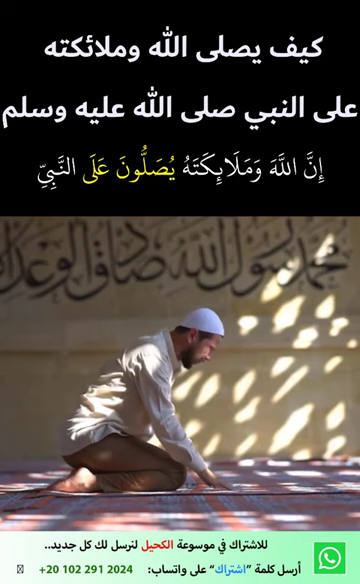 كيف يصلى الله وملائكته
على النبي صلى الله عليه وسلم
إِنَّ اللَّهَ وَمَلَائِكَتَهُ يُصَلُّونَ عَلَى النَّبِيِّ
محمد رسول الله صادق الوعد
للاشتراك في موسوعة الكحيل لنرسل لك كل جديد..
أرسل كلمة "اشتراك" على واتساب: +20 102 291 2024